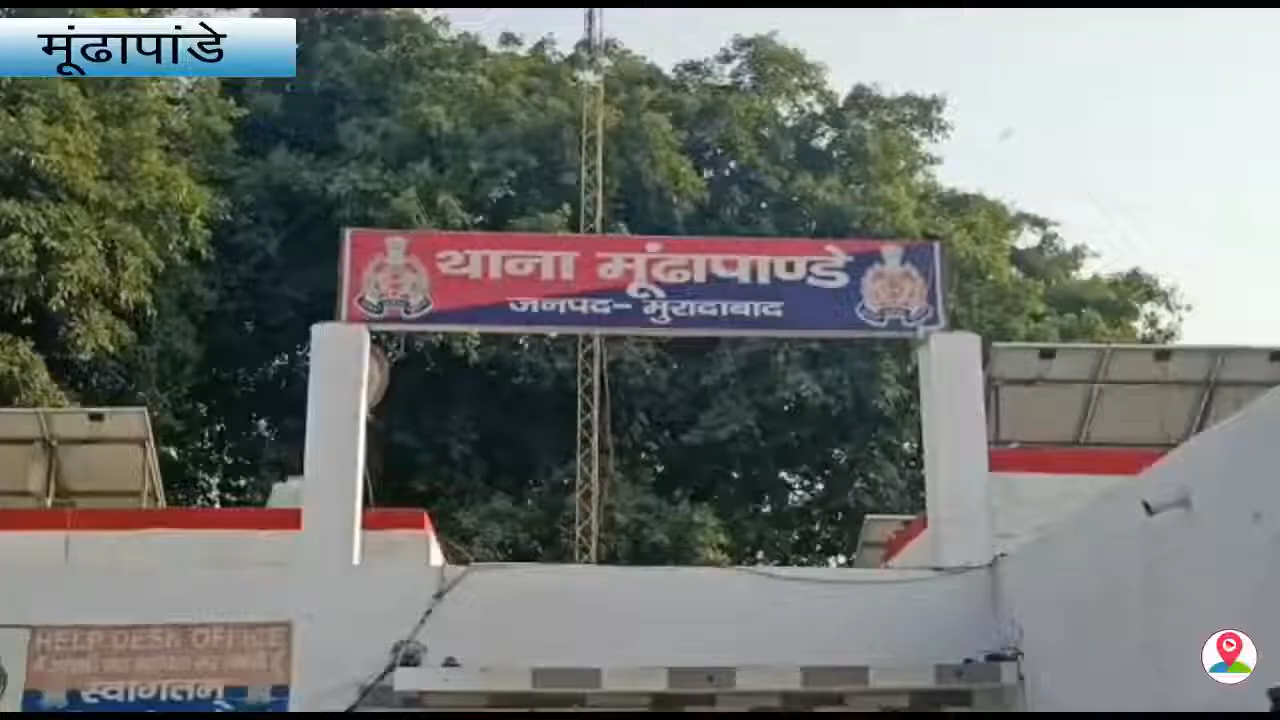 मूंढापांडे
थाना मूंढापाण्डे
जनपद- मुरादाबाद
HELP DESK OFFICE
स्वागतम्